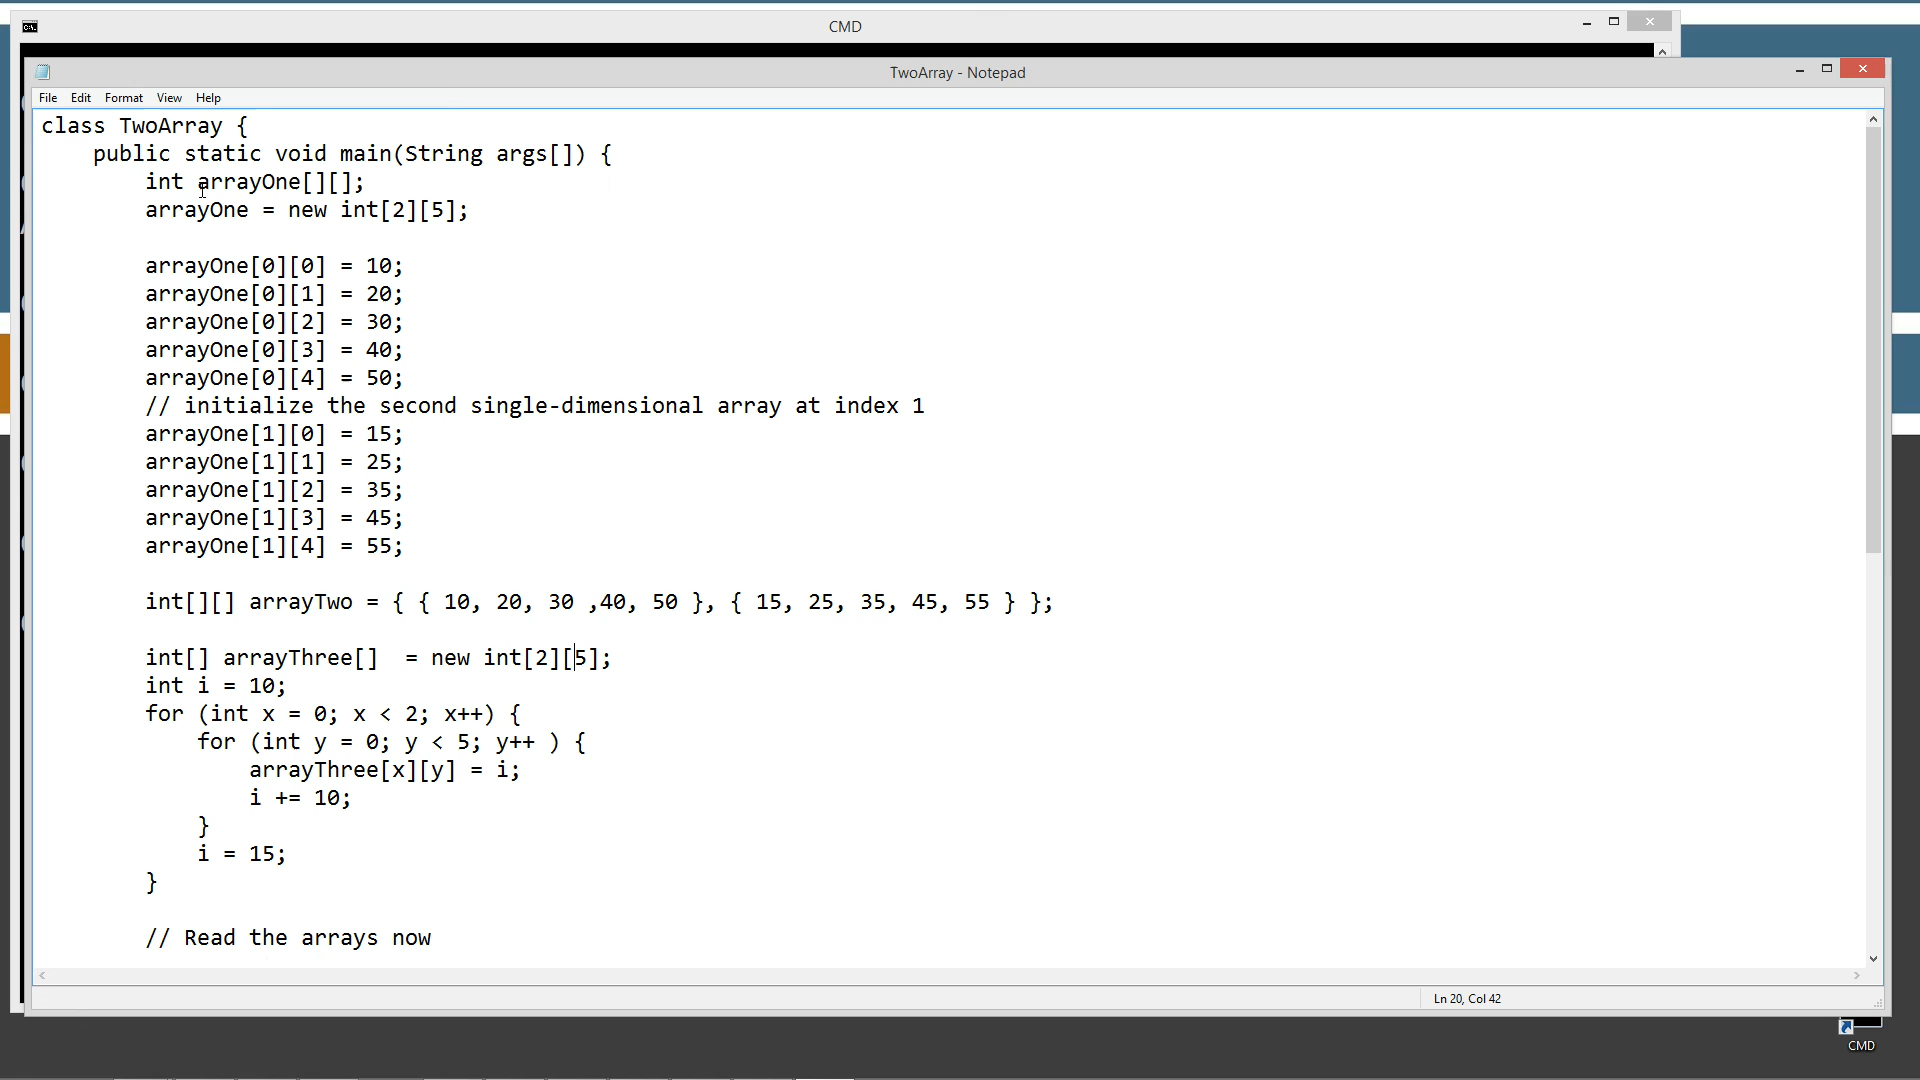 CMD
TwoArray - Notepad
File Edit Format View Help
class TwoArray {
    public static void main(String args[]) {
        int arrayOne[][];
        arrayOne = new int[2][5];

        arrayOne[0][0] = 10;
        arrayOne[0][1] = 20;
        arrayOne[0][2] = 30;
        arrayOne[0][3] = 40;
        arrayOne[0][4] = 50;
        // initialize the second single-dimensional array at index 1
        arrayOne[1][0] = 15;
        arrayOne[1][1] = 25;
        arrayOne[1][2] = 35;
        arrayOne[1][3] = 45;
        arrayOne[1][4] = 55;

        int[][] arrayTwo = { { 10, 20, 30 ,40, 50 }, { 15, 25, 35, 45, 55 } };

        int[] arrayThree[]  = new int[2][5];
        int i = 10;
        for (int x = 0; x < 2; x++) {
            for (int y = 0; y < 5; y++ ) {
                arrayThree[x][y] = i;
                i += 10;
            }
            i = 15;
        }

        // Read the arrays now
Ln 20, Col 42
CMD